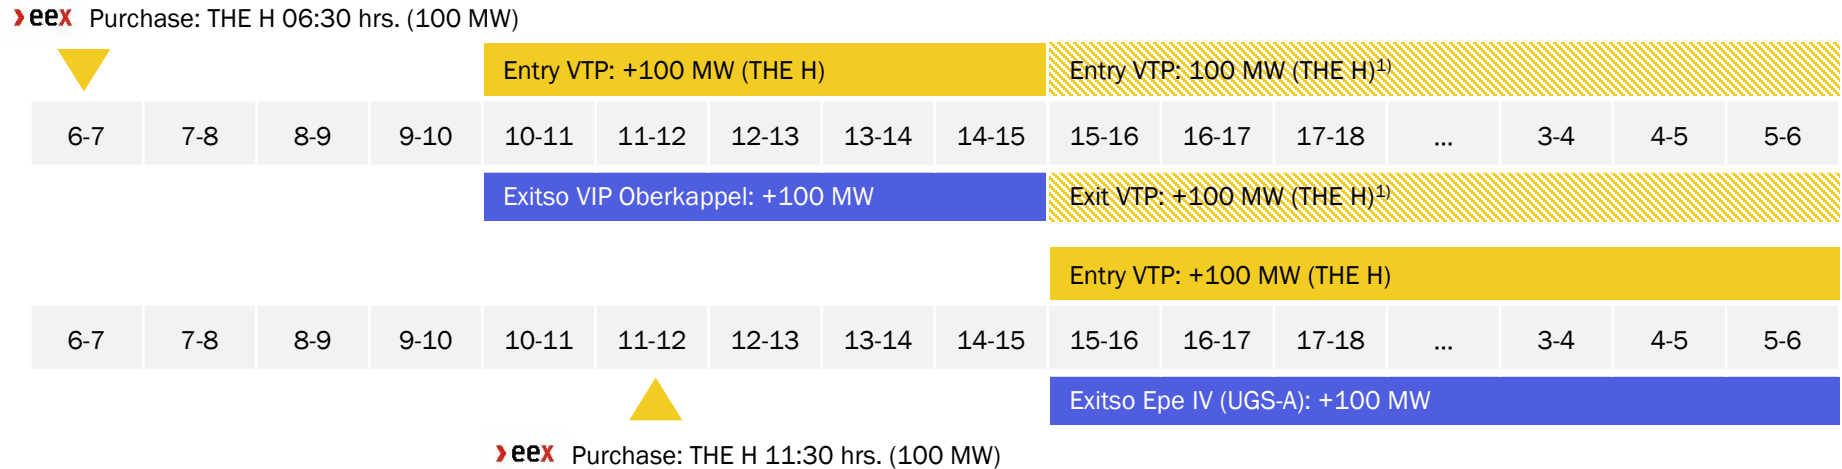 eex Purchase: THE H 06:30 hrs. (100 MW)
Entry VTP: +100 MW (THE H) Entry VTP: 100 MW (THE H)1)
6-7 7-8 8-9 9-10 10-11 11-12 12-13 13-14 14-15 15-16 16-17 17-18 ... 3-4 4-5 5-6
Exitso VIP Oberkappel: +100 MW Exit VTP: +100 MW (THE H)1)
Entry VTP: +100 MW (THE H)
6-7 7-8 8-9 9-10 10-11 11-12 12-13 13-14 14-15 15-16 16-17 17-18 ... 3-4 4-5 5-6
Exitso Epe IV (UGS-A): +100 MW
eex Purchase: THE H 11:30 hrs. (100 MW)